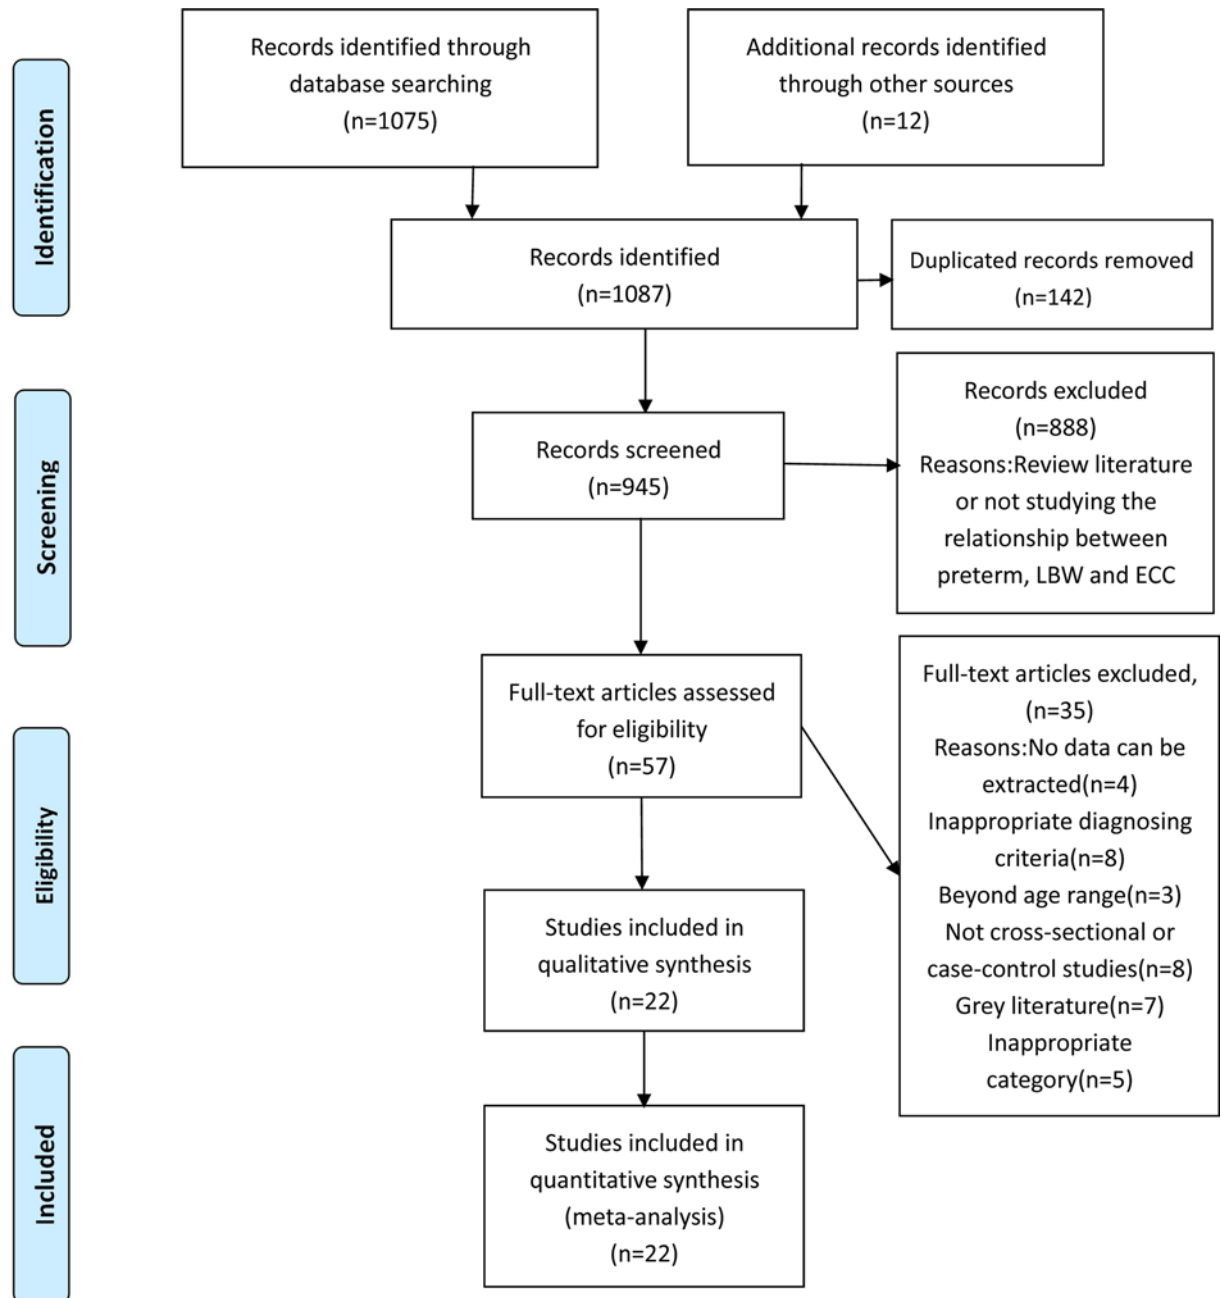 Identification
Records identified through
database searching
(n=1075)
Additional records identified
through other sources
(n=12)
Records identified
(n=1087)
Duplicated records removed
(n=142)
Screening
Records screened
(n=945)
Records excluded
(n=888)
Reasons:Review literature
or not studying the
relationship between
preterm, LBW and ECC
Eligibility
Full-text articles assessed
for eligibility
(n=57)
Full-text articles excluded,
(n=35)
Reasons:No data can be
extracted(n=4)
Inappropriate diagnosing
criteria(n=8)
Beyond age range(n=3)
Not cross-sectional or
case-control studies(n=8)
Grey literature(n=7)
Inappropriate
category(n=5)
Studies included in
qualitative synthesis
(n=22)
Included
Studies included in
quantitative synthesis
(meta-analysis)
(n=22)